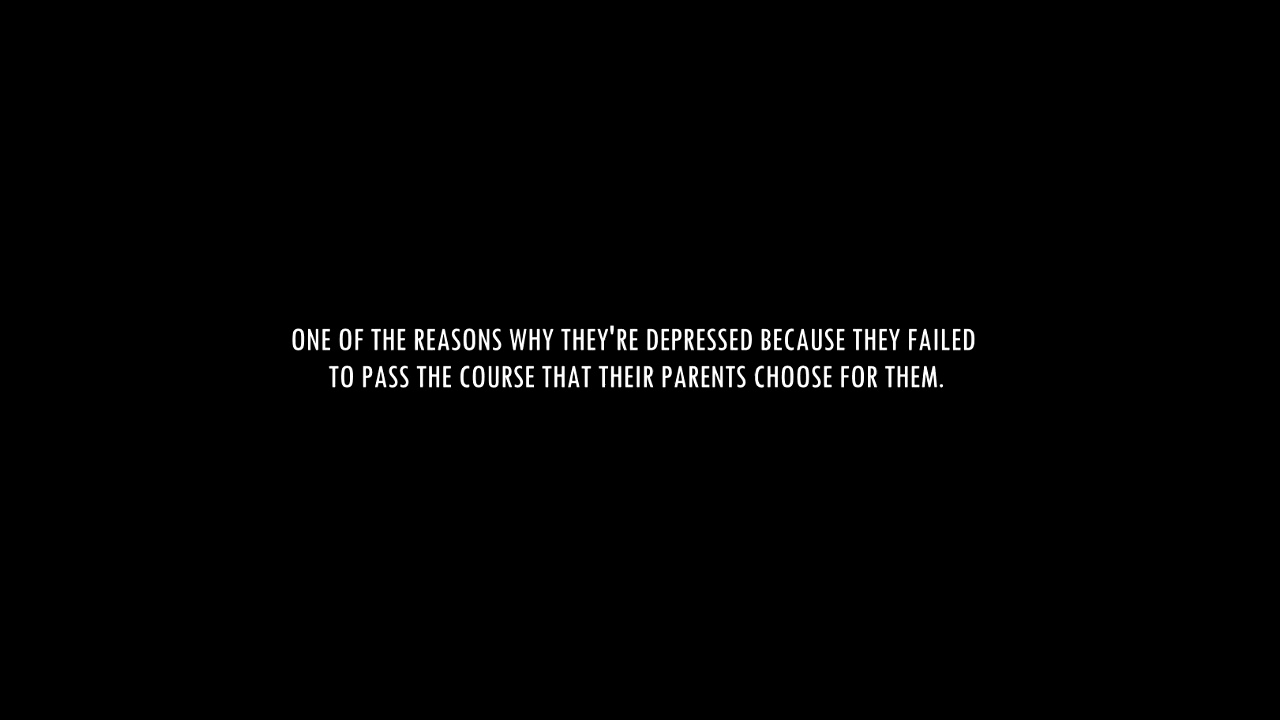 ONE OF THE REASONS WHY THEY'RE DEPRESSED BECAUSE THEY FAILED
TO PASS THE COURSE THAT THEIR PARENTS CHOOSE FOR THEM.